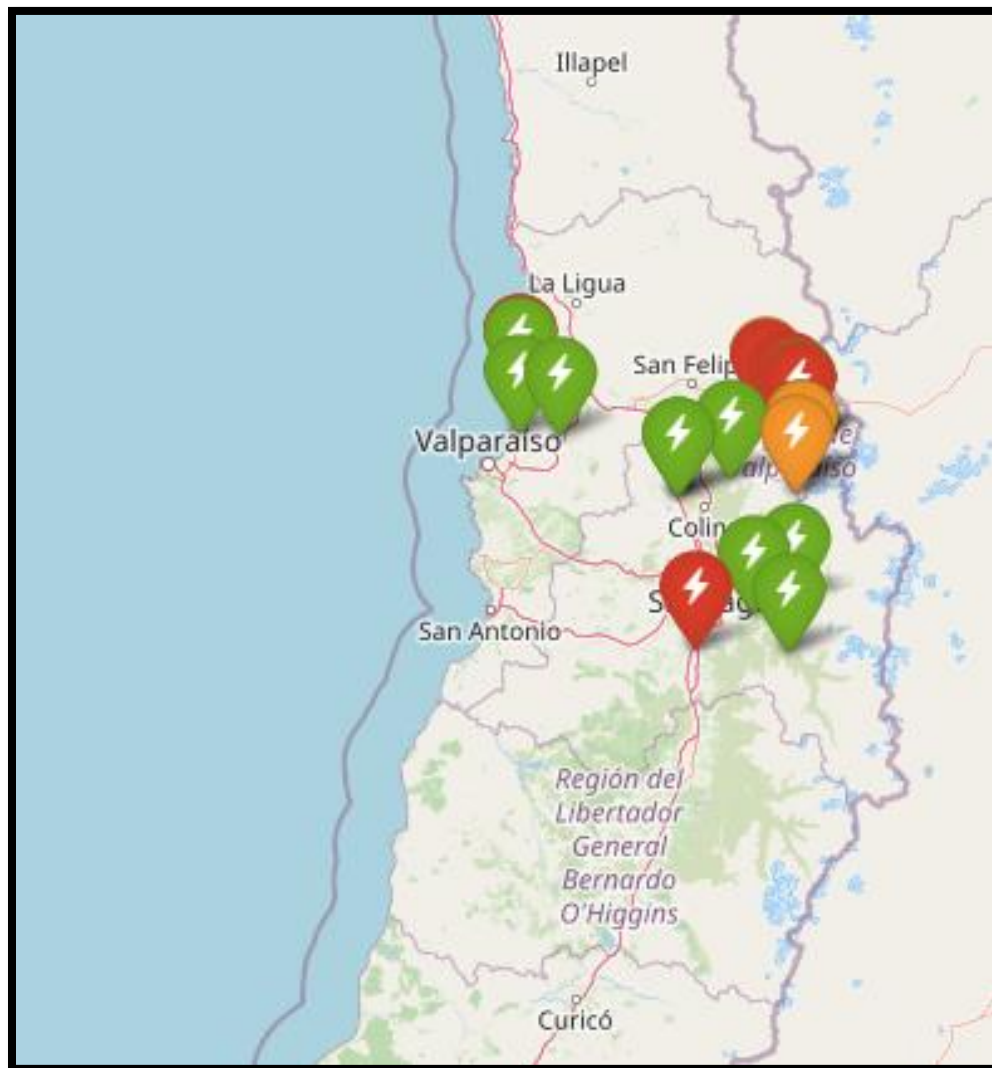 Illapel
La Ligua
San Felip
Valparaíso
Colin
San Antonio
Región del
Libertador
General
Bernardo
O'Higgins
Curicó